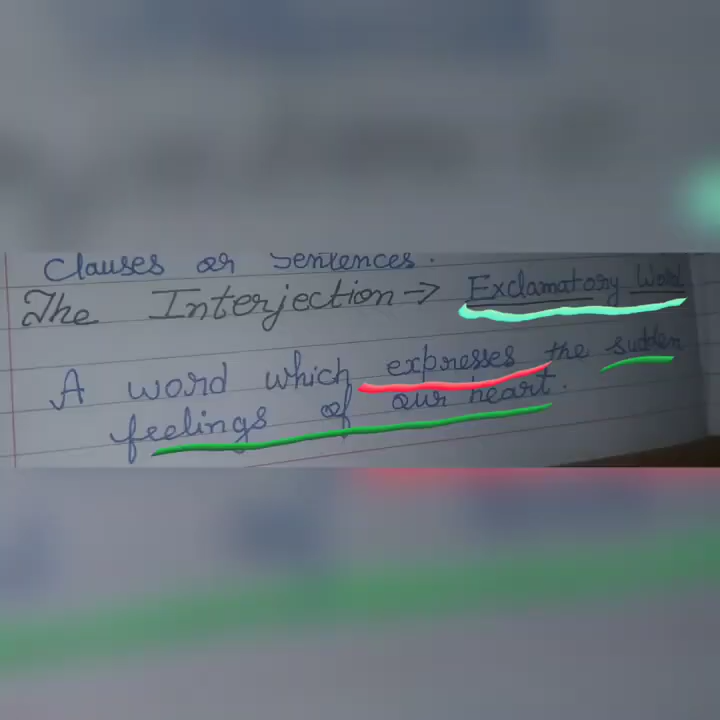 Clauses or Sentences.
The Interjection → Exclamatory Word
A word which expresses the sudden
feelings of our heart.